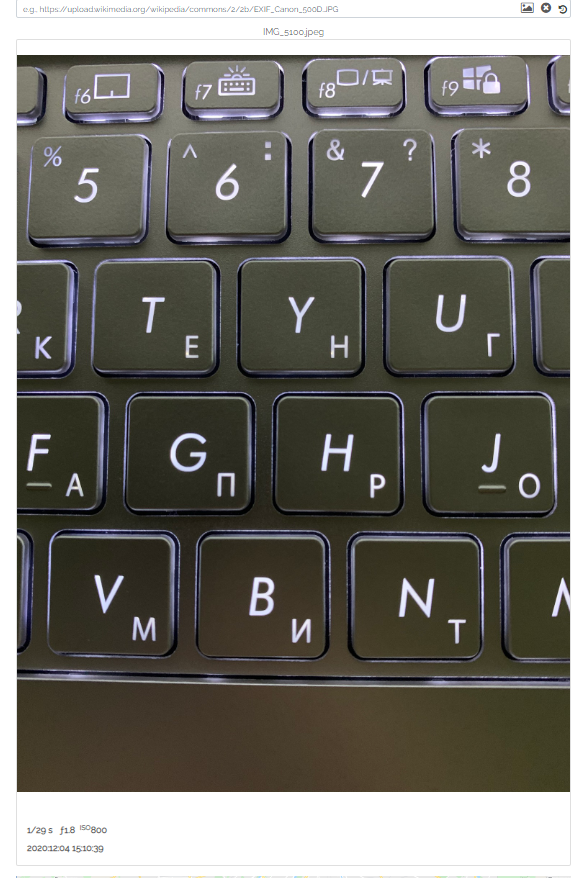 e.g., https://upload.wikimedia.org/wikipedia/commons/2/2b/EXIF_Canon_500D.JPG
IMG_5100.jpeg
f6 f7 f8 f9
% 5 ^ : 6 & ? 7 * 8
К T Е Y Н U Г
F А G П H Р J О
V М B И N Т
1/29 s ƒ1.8 ISO800
2020:12:04 15:10:39